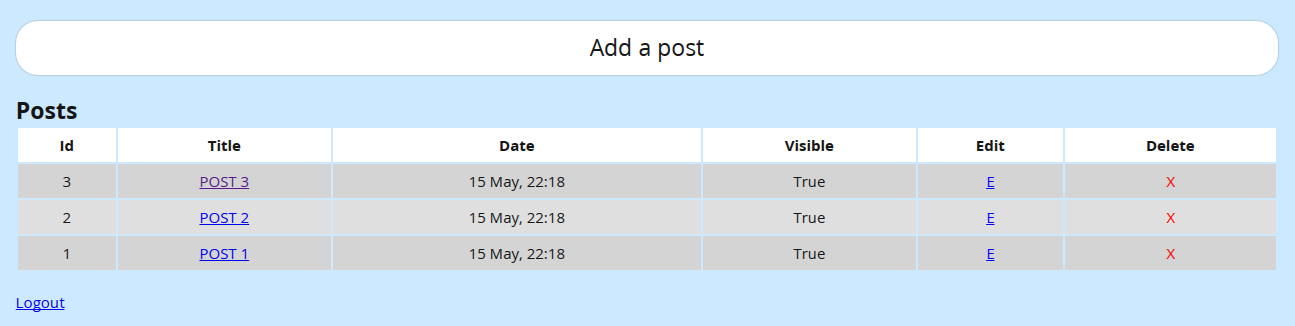 Add a post
Posts
Id Title Date Visible Edit Delete
3 POST 3 15 May, 22:18 True E X
2 POST 2 15 May, 22:18 True E X
1 POST 1 15 May, 22:18 True E X
Logout